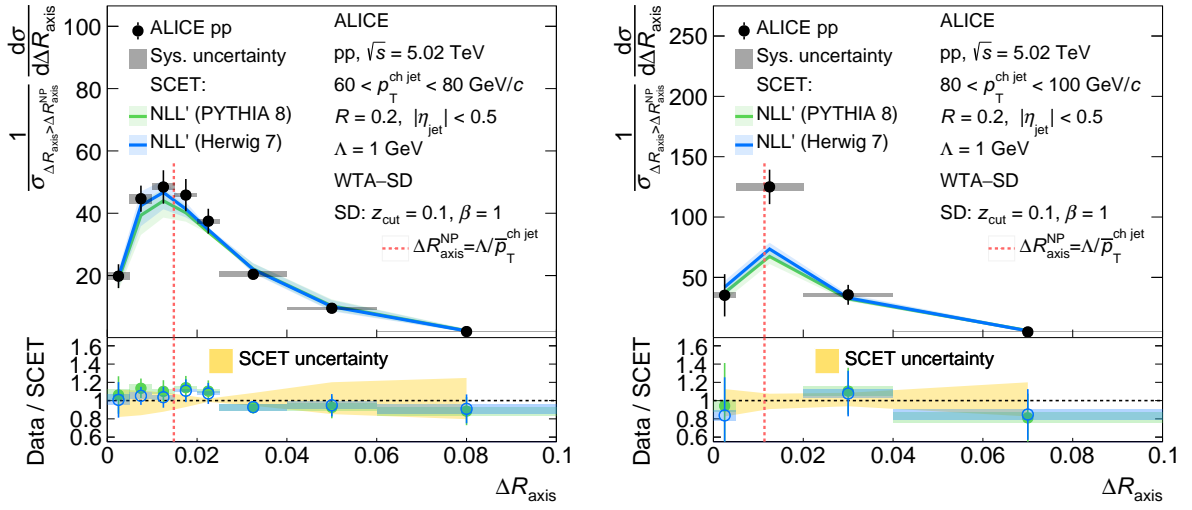 1/σ_{ΔR_axis>ΔR_axis^NP} dσ/dΔR_axis
100
80
60
40
20
ALICE pp
Sys. uncertainty
SCET:
NLL' (PYTHIA 8)
NLL' (Herwig 7)
ALICE
pp, √s = 5.02 TeV
60 < p_T^{ch jet} < 80 GeV/c
R = 0.2, |η_jet| < 0.5
Λ = 1 GeV
WTA–SD
SD: z_cut = 0.1, β = 1
ΔR_axis^NP=Λ/p̅_T^{ch jet}
Data / SCET
1.6
1.4
1.2
1
0.8
0.6
SCET uncertainty
0 0.02 0.04 0.06 0.08 0.1
ΔR_axis
1/σ_{ΔR_axis>ΔR_axis^NP} dσ/dΔR_axis
250
200
150
100
50
ALICE pp
Sys. uncertainty
SCET:
NLL' (PYTHIA 8)
NLL' (Herwig 7)
ALICE
pp, √s = 5.02 TeV
80 < p_T^{ch jet} < 100 GeV/c
R = 0.2, |η_jet| < 0.5
Λ = 1 GeV
WTA–SD
SD: z_cut = 0.1, β = 1
ΔR_axis^NP=Λ/p̅_T^{ch jet}
Data / SCET
1.6
1.4
1.2
1
0.8
0.6
SCET uncertainty
0 0.02 0.04 0.06 0.08 0.1
ΔR_axis